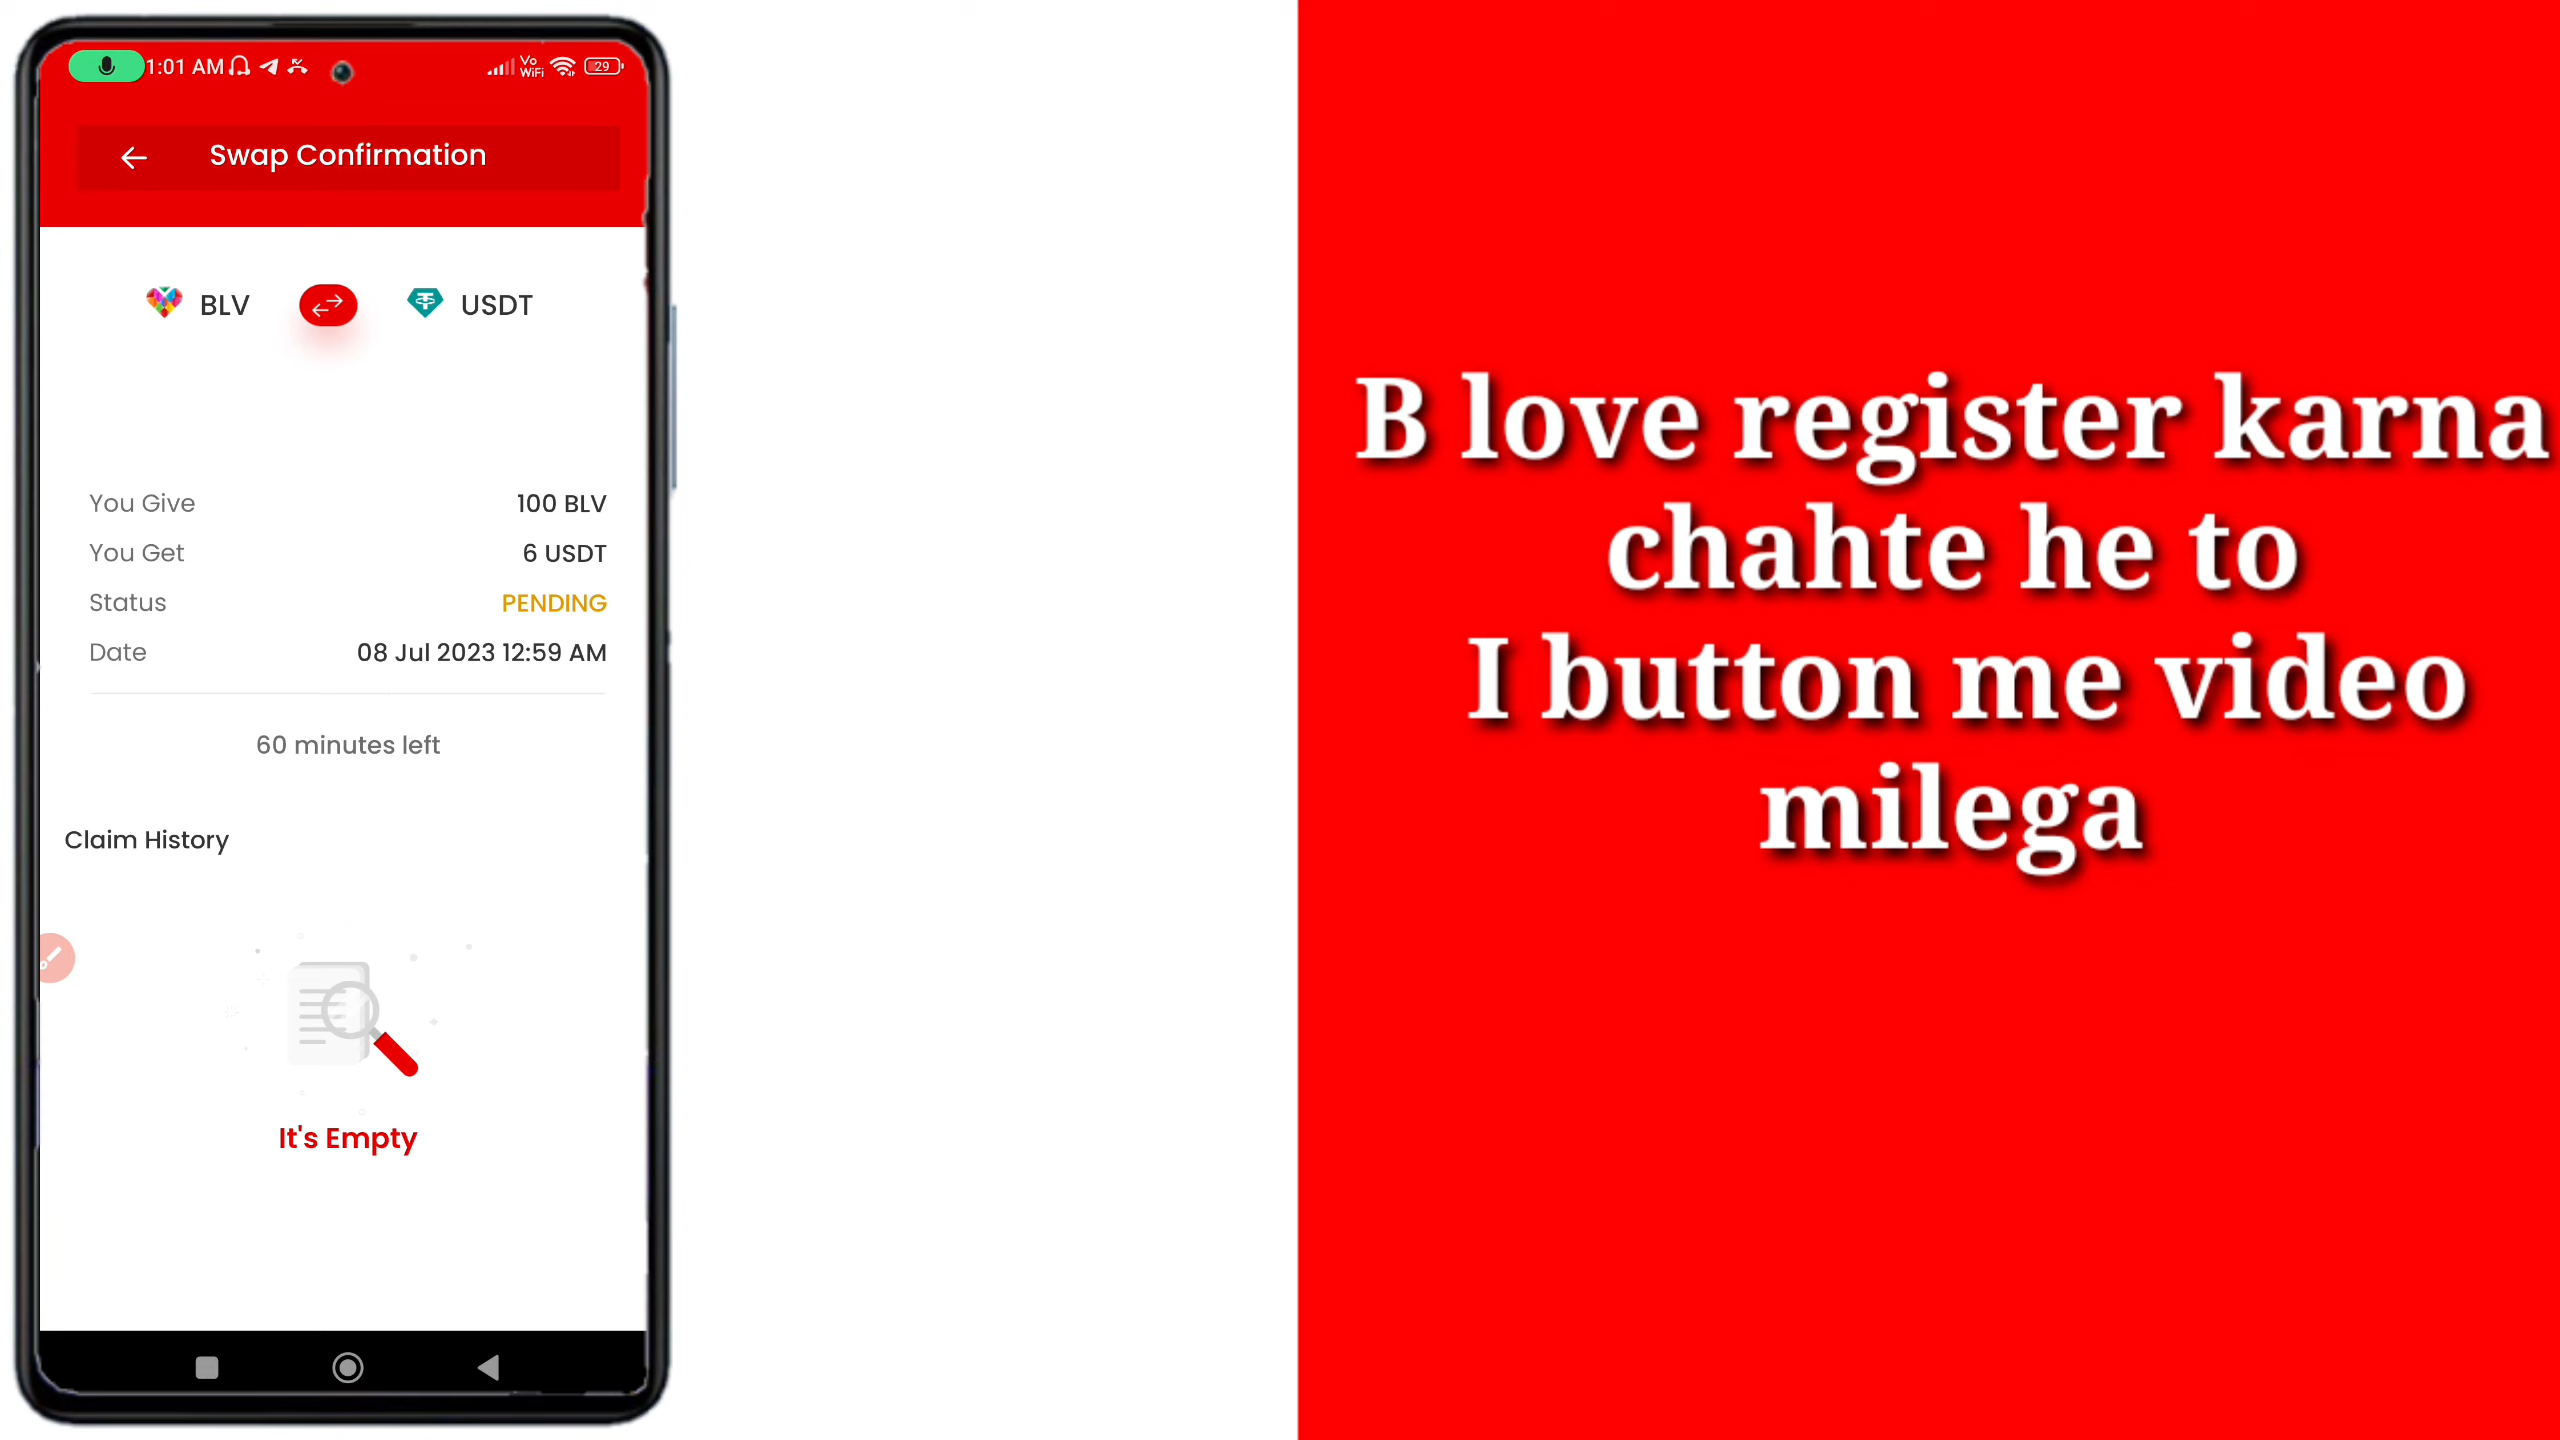 1:01 AM
Vo
WiFi
29
Swap Confirmation
BLV
USDT
You Give 100 BLV
You Get 6 USDT
Status PENDING
Date 08 Jul 2023 12:59 AM
60 minutes left
Claim History
It's Empty
B love register karna
chahte he to
I button me video
milega